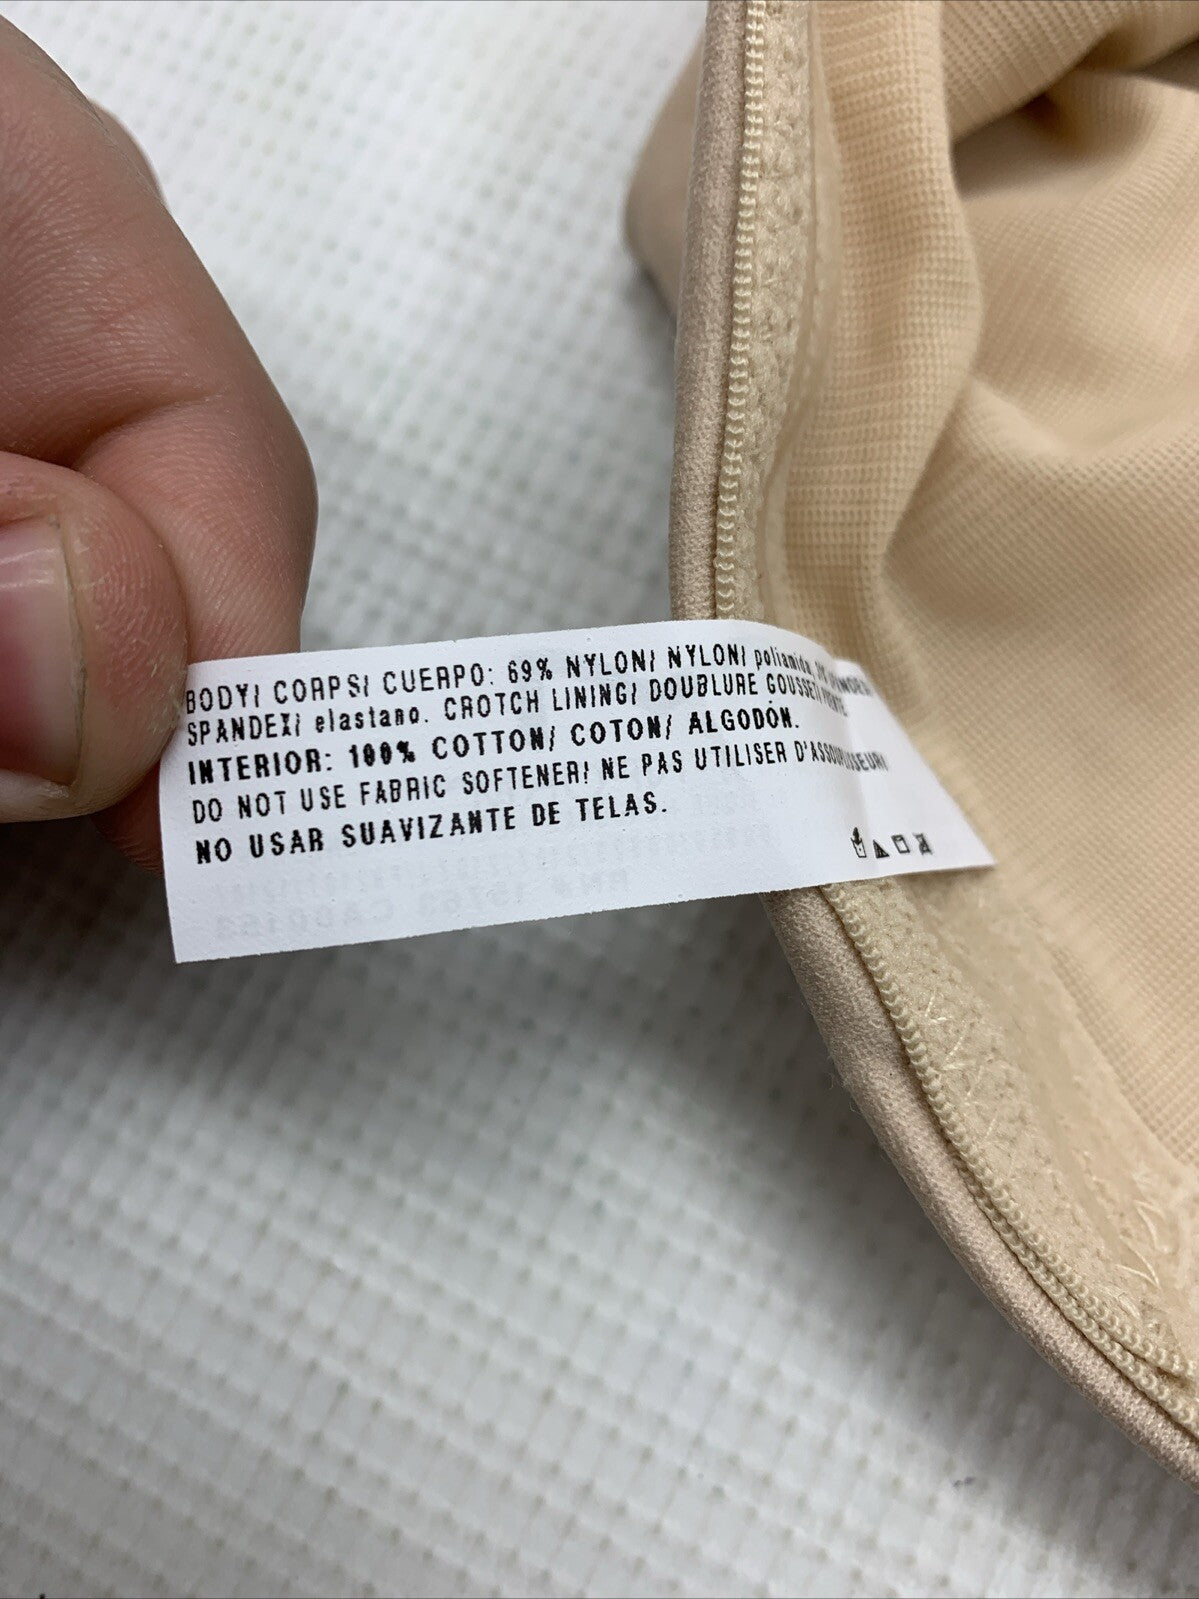 BODY/ CORPS/ CUERPO: 69% NYLON/ NYLON/ poliamida.
SPANDEX/ elastano. CROTCH LINING/ DOUBLURE GOUSSET/
INTERIOR: 100% COTTON/ COTON/ ALGODÓN.
DO NOT USE FABRIC SOFTENER/ NE PAS UTILISER D'ASSOUPLISEUR/
NO USAR SUAVIZANTE DE TELAS.